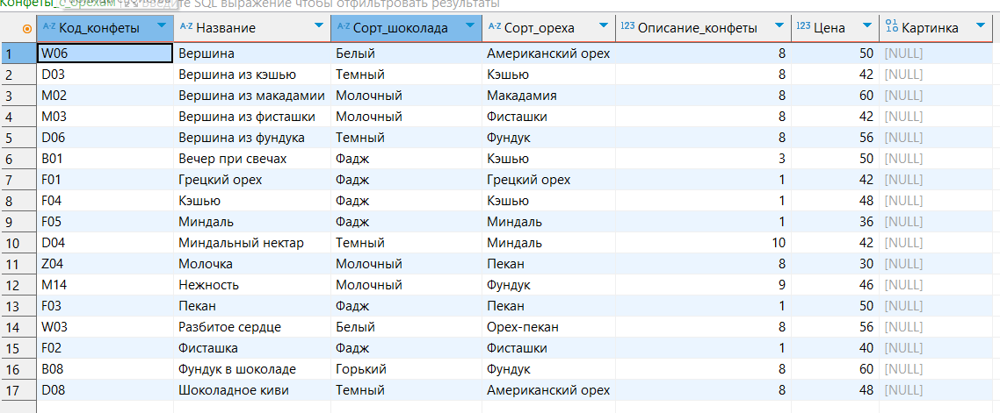 Конфеты_с_орехам ведите SQL выражение чтобы отфильтровать результаты
A-Z Код_конфеты A-Z Название A-Z Сорт_шоколада A-Z Сорт_ореха 123 Описание_конфеты 123 Цена 01 10 Картинка
1 W06 Вершина Белый Американский орех 8 50 [NULL]
2 D03 Вершина из кэшью Темный Кэшью 8 42 [NULL]
3 M02 Вершина из макадамии Молочный Макадамия 8 60 [NULL]
4 M03 Вершина из фисташки Молочный Фисташки 8 42 [NULL]
5 D06 Вершина из фундука Темный Фундук 8 56 [NULL]
6 B01 Вечер при свечах Фадж Кэшью 3 50 [NULL]
7 F01 Грецкий орех Фадж Грецкий орех 1 42 [NULL]
8 F04 Кэшью Фадж Кэшью 1 48 [NULL]
9 F05 Миндаль Фадж Миндаль 1 36 [NULL]
10 D04 Миндальный нектар Темный Миндаль 10 42 [NULL]
11 Z04 Молочка Молочный Пекан 8 30 [NULL]
12 M14 Нежность Молочный Фундук 9 46 [NULL]
13 F03 Пекан Фадж Пекан 1 50 [NULL]
14 W03 Разбитое сердце Белый Орех-пекан 8 56 [NULL]
15 F02 Фисташка Фадж Фисташки 1 40 [NULL]
16 B08 Фундук в шоколаде Горький Фундук 8 60 [NULL]
17 D08 Шоколадное киви Темный Американский орех 8 48 [NULL]